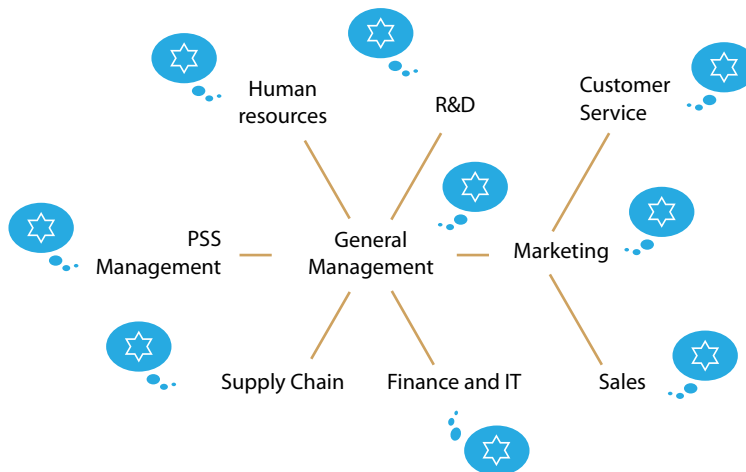 Human
resources
R&D
Customer
Service
PSS
Management
General
Management
Marketing
Supply Chain
Finance and IT
Sales